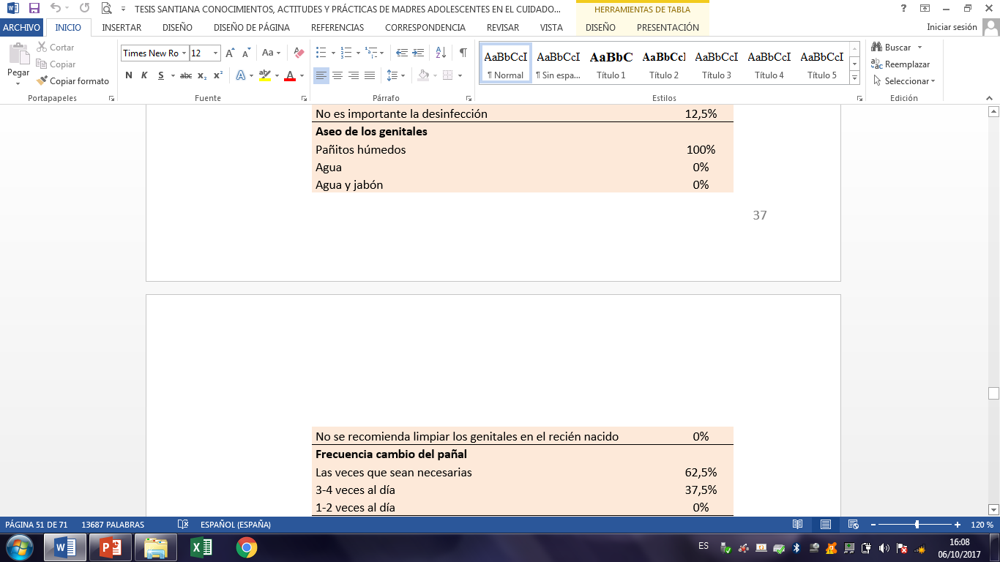 TESIS SANTIANA CONOCIMIENTOS, ACTITUDES Y PRÁCTICAS DE MADRES ADOLESCENTES EN EL CUIDADO...
HERRAMIENTAS DE TABLA
ARCHIVO INICIO INSERTAR DISEÑO DISEÑO DE PÁGINA REFERENCIAS CORRESPONDENCIA REVISAR VISTA DISEÑO PRESENTACIÓN Iniciar sesión
Pegar
Cortar
Copiar
Copiar formato
Portapapeles
Times New Ro 12
N K S abc x₂ x²
Fuente
Párrafo
AaBbCcI AaBbCcI AaBbC AaBbCcI AaBbCcI AaBbCcI AaBbCcI
¶ Normal ¶ Sin espa... Título 1 Título 2 Título 3 Título 4 Título 5
Estilos
Buscar
Reemplazar
Seleccionar
Edición
No es importante la desinfección 12,5%
Aseo de los genitales
Pañitos húmedos 100%
Agua 0%
Agua y jabón 0%
37
No se recomienda limpiar los genitales en el recién nacido 0%
Frecuencia cambio del pañal
Las veces que sean necesarias 62,5%
3-4 veces al día 37,5%
1-2 veces al día 0%
PÁGINA 51 DE 71 13687 PALABRAS ESPAÑOL (ESPAÑA) 120 %
ES
16:08
06/10/2017